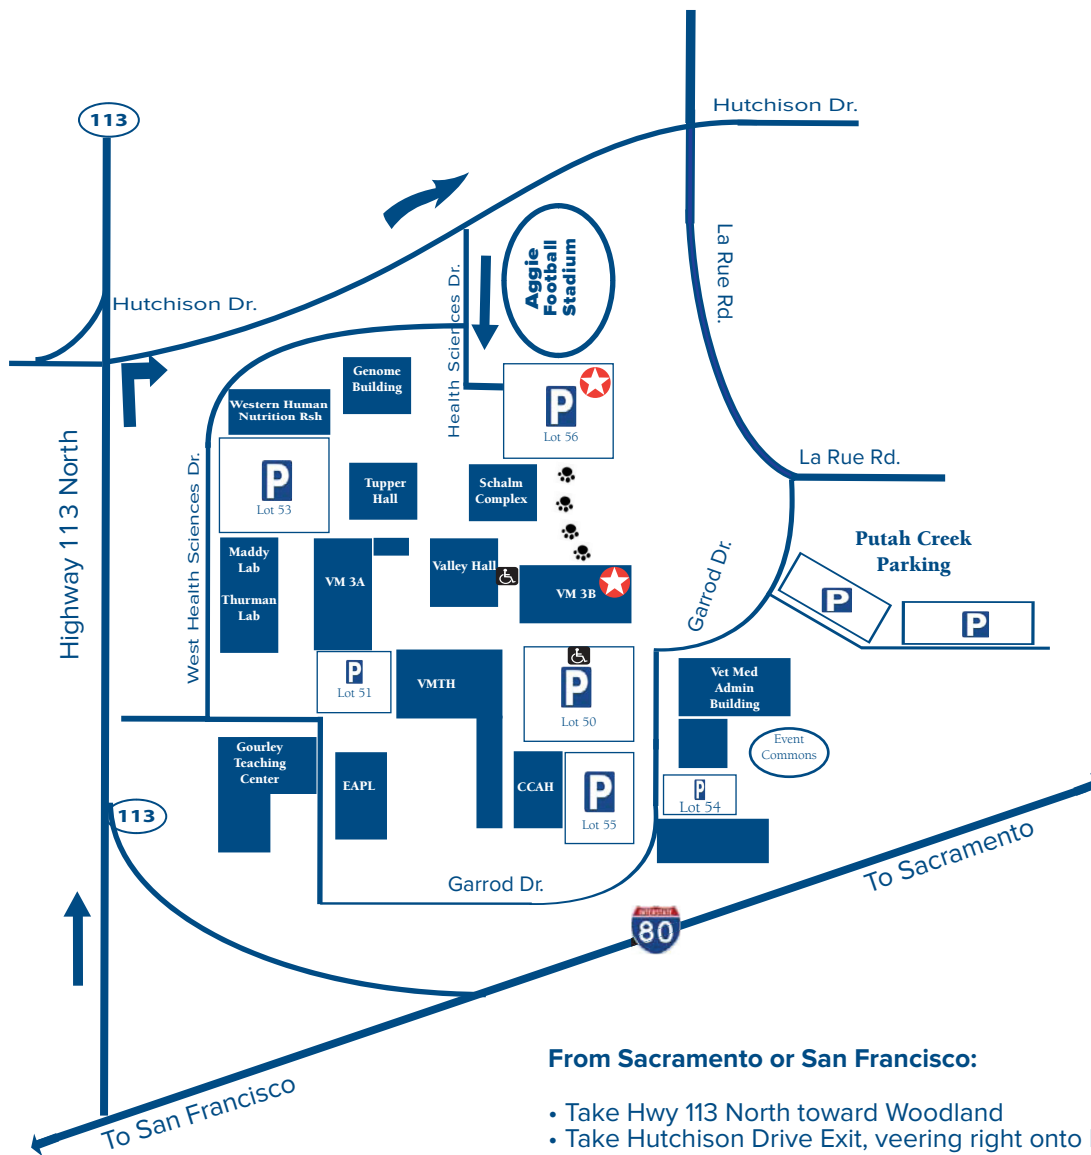 Hutchison Dr.
113
Aggie
Football
Stadium
La Rue Rd.
Health Sciences Dr.
Hutchison Dr.
Genome
Building
Western Human
Nutrition Rsh
P
Lot 56
La Rue Rd.
Highway 113 North
West Health Sciences Dr.
P
Lot 53
Tupper
Hall
Schalm
Complex
Garrod Dr.
Putah Creek
Parking
Maddy
Lab
Thurman
Lab
VM 3A
Valley Hall
VM 3B
P
P
P
Lot 51
VMTH
P
Lot 50
Vet Med
Admin
Building
Gourley
Teaching
Center
EAPL
CCAH
P
Lot 55
Event
Commons
P
Lot 54
113
Garrod Dr.
To Sacramento
INTERSTATE
80
To San Francisco
From Sacramento or San Francisco:
• Take Hwy 113 North toward Woodland
• Take Hutchison Drive Exit, veering right onto